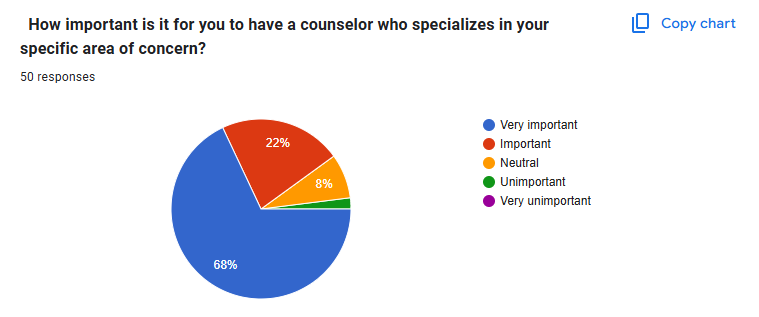 How important is it for you to have a counselor who specializes in your
specific area of concern?
Copy chart
50 responses
22%
8%
68%
Very important
Important
Neutral
Unimportant
Very unimportant